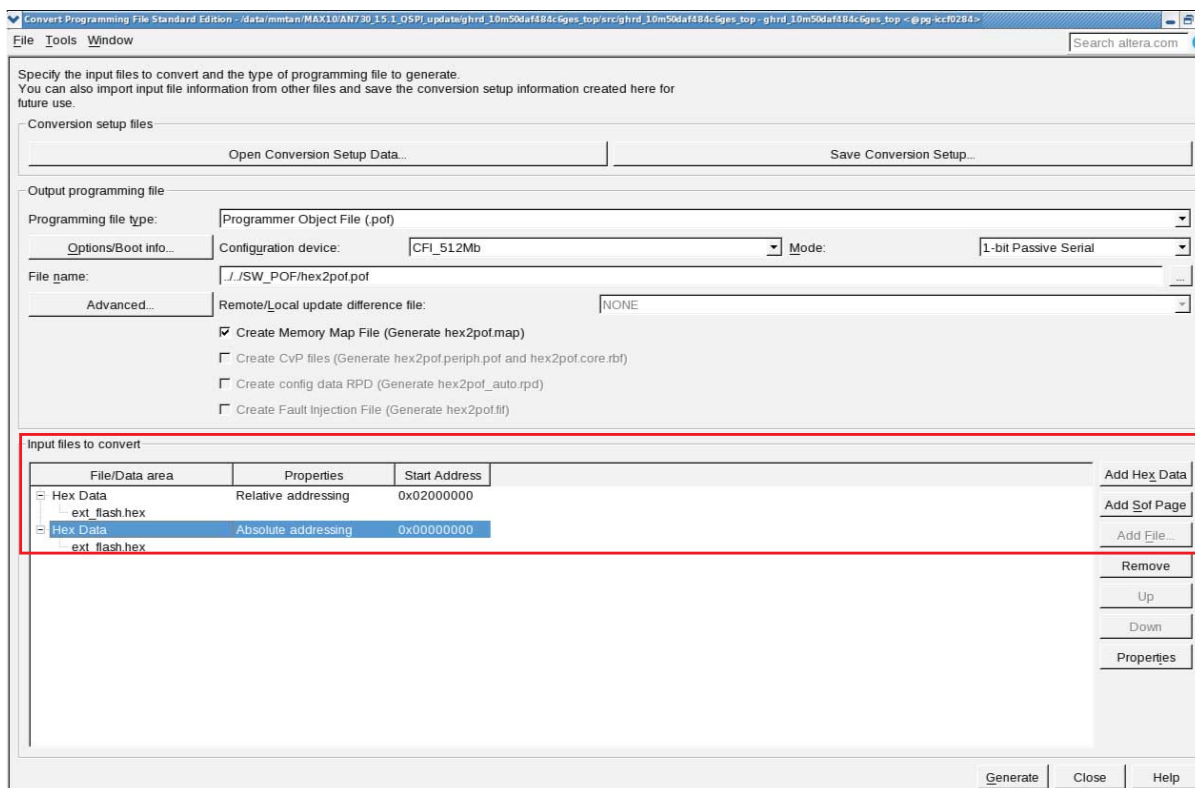 Convert Programming File Standard Edition - /data/mmtan/MAX10/AN730_15.1_QSPI_update/ghrd_10m50daf484c6ges_top/src/ghrd_10m50daf484c6ges_top - ghrd_10m50daf484c6ges_top <@pg-iccf0284>
File Tools Window
Search altera.com
Specify the input files to convert and the type of programming file to generate.
You can also import input file information from other files and save the conversion setup information created here for
future use.
Conversion setup files
Open Conversion Setup Data... Save Conversion Setup...
Output programming file
Programming file type: Programmer Object File (.pof)
Options/Boot info... Configuration device: CFI_512Mb Mode: 1-bit Passive Serial
File name: ../../SW_POF/hex2pof.pof ...
Advanced... Remote/Local update difference file: NONE
Create Memory Map File (Generate hex2pof.map)
Create CvP files (Generate hex2pof.periph.pof and hex2pof.core.rbf)
Create config data RPD (Generate hex2pof_auto.rpd)
Create Fault Injection File (Generate hex2pof.fif)
Input files to convert
File/Data area Properties Start Address Add Hex Data
Hex Data Relative addressing 0x02000000
ext_flash.hex Add Sof Page
Hex Data Absolute addressing 0x00000000
ext_flash.hex Add File...
Remove
Up
Down
Properties
Generate Close Help